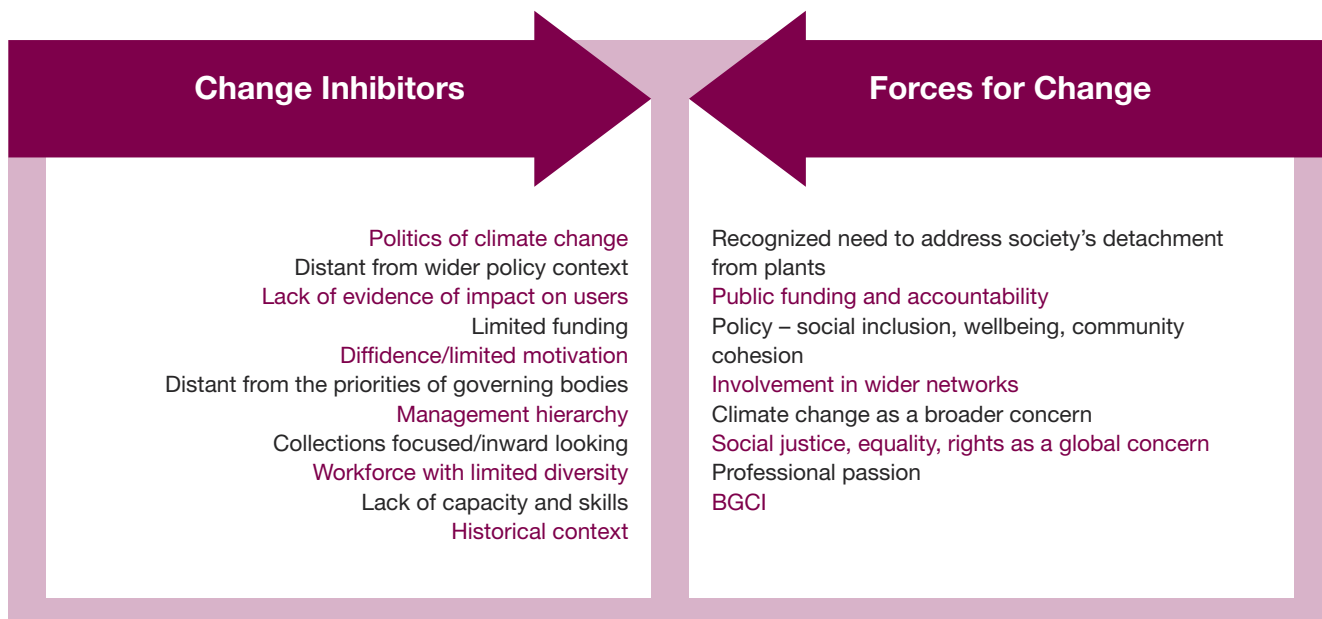 Change Inhibitors
Politics of climate change
Distant from wider policy context
Lack of evidence of impact on users
Limited funding
Diffidence/limited motivation
Distant from the priorities of governing bodies
Management hierarchy
Collections focused/inward looking
Workforce with limited diversity
Lack of capacity and skills
Historical context
Forces for Change
Recognized need to address society’s detachment
from plants
Public funding and accountability
Policy – social inclusion, wellbeing, community
cohesion
Involvement in wider networks
Climate change as a broader concern
Social justice, equality, rights as a global concern
Professional passion
BGCI